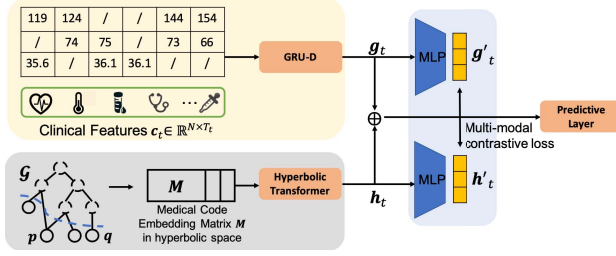 119 124 / / 144 154
/ 74 75 / 73 66
35.6 / 36.1 36.1 / /
GRU-D
g_t
MLP
g'_t
...
Clinical Features c_t ∈ ℝ^{N×T_t}
⊕
Multi-modal
contrastive loss
Predictive
Layer
𝒢
p
q
M
Medical Code
Embedding Matrix M
in hyperbolic space
Hyperbolic
Transformer
h_t
MLP
h'_t